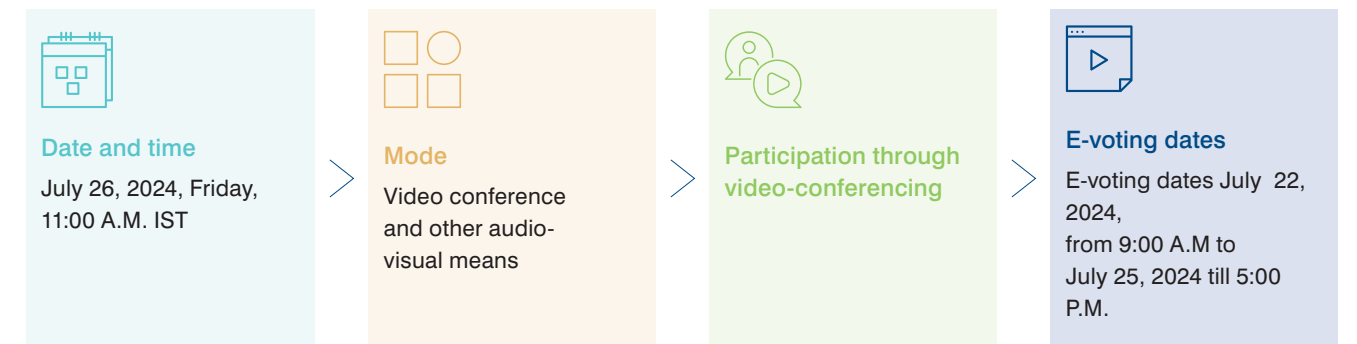 Date and time
July 26, 2024, Friday,
11:00 A.M. IST
Mode
Video conference
and other audio-
visual means
Participation through
video-conferencing
E-voting dates
E-voting dates July  22,
2024,
from 9:00 A.M to
July 25, 2024 till 5:00
P.M.